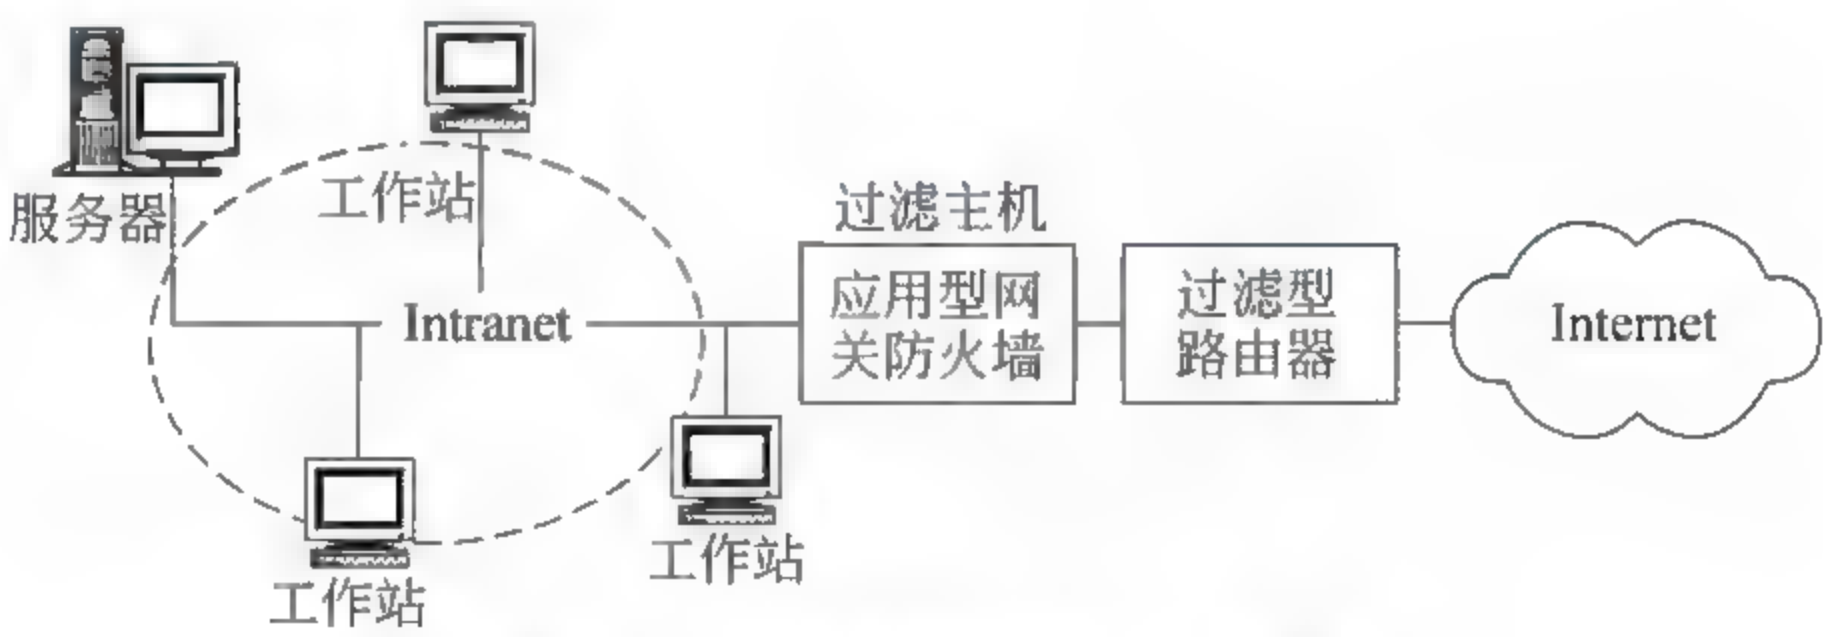 服务器
工作站
过滤主机
Intranet
应用型网
关防火墙
过滤型
路由器
Internet
工作站
工作站